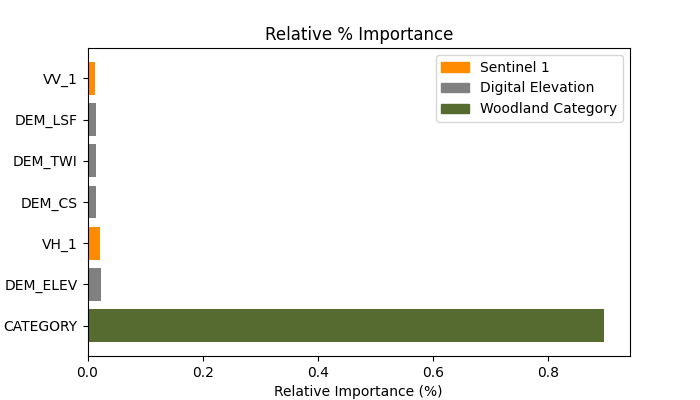 Relative % Importance
Sentinel 1
Digital Elevation
Woodland Category
VV_1
DEM_LSF
DEM_TWI
DEM_CS
VH_1
DEM_ELEV
CATEGORY
0.0 0.2 0.4 0.6 0.8
Relative Importance (%)